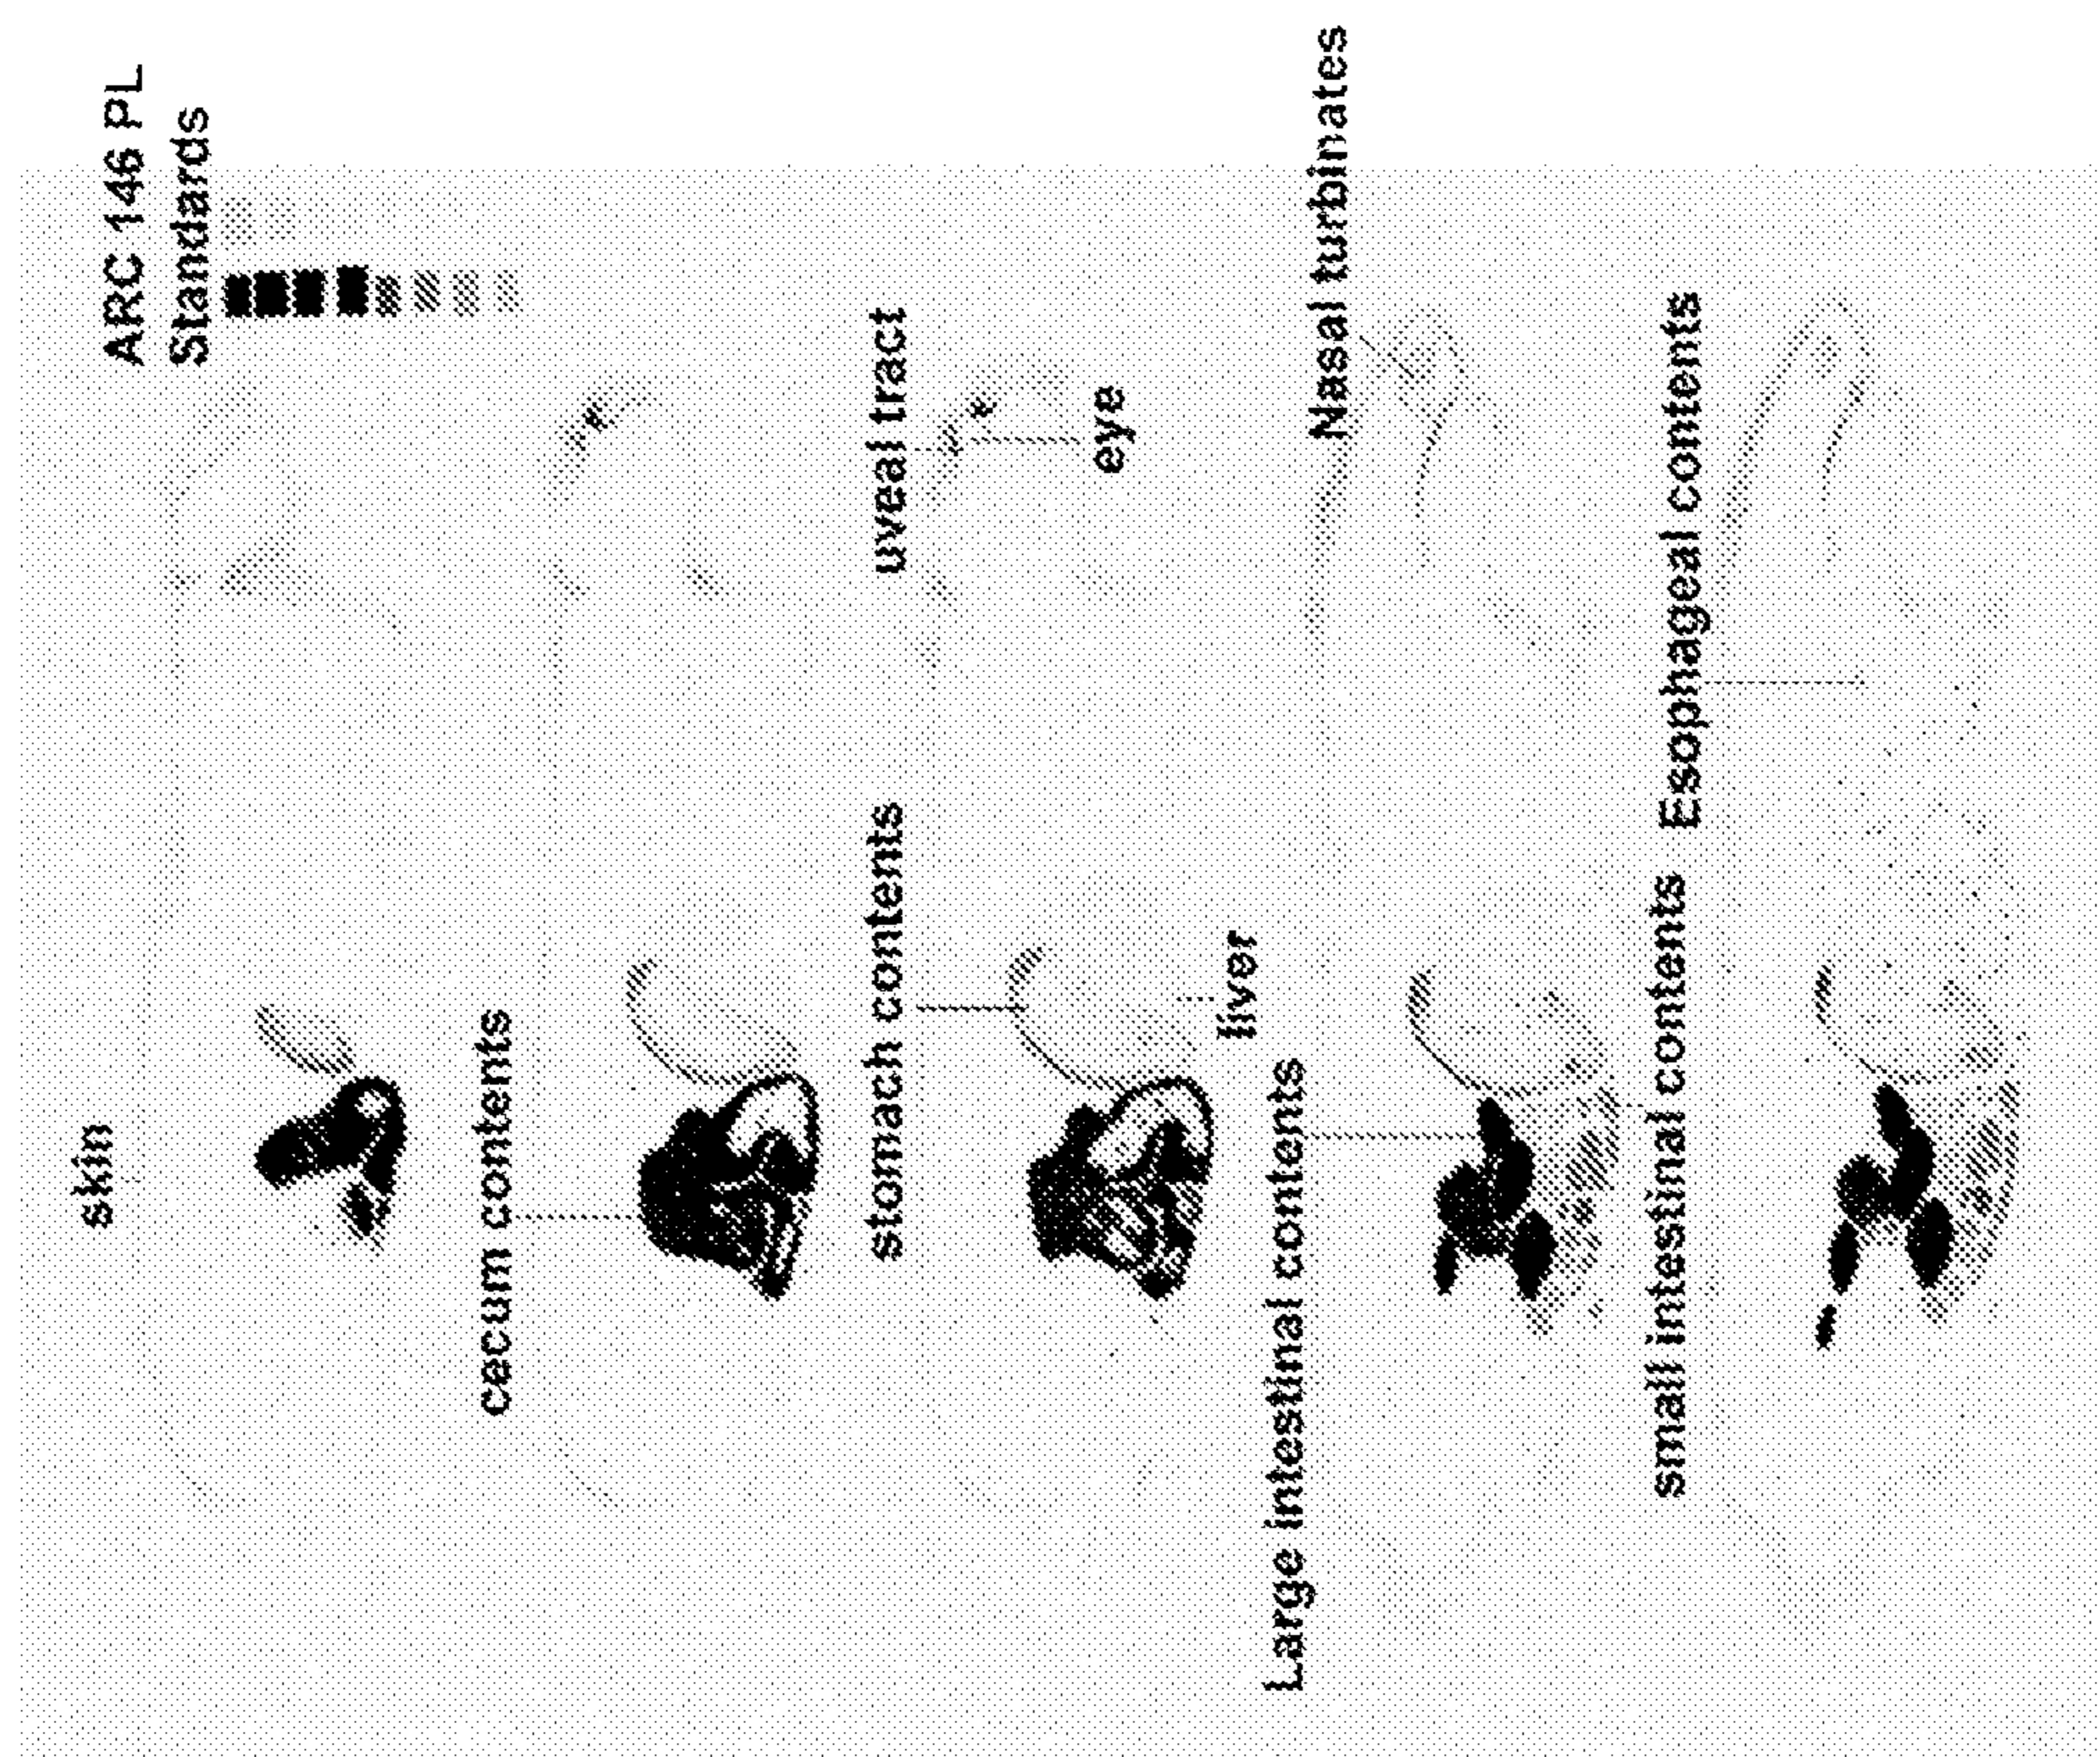 ARC 146 PL
Standards
skin
cecum contents
uveal tract
eye
stomach contents
liver
Nasal turbinates
Large intestinal contents
Esophageal contents
small intestinal contents